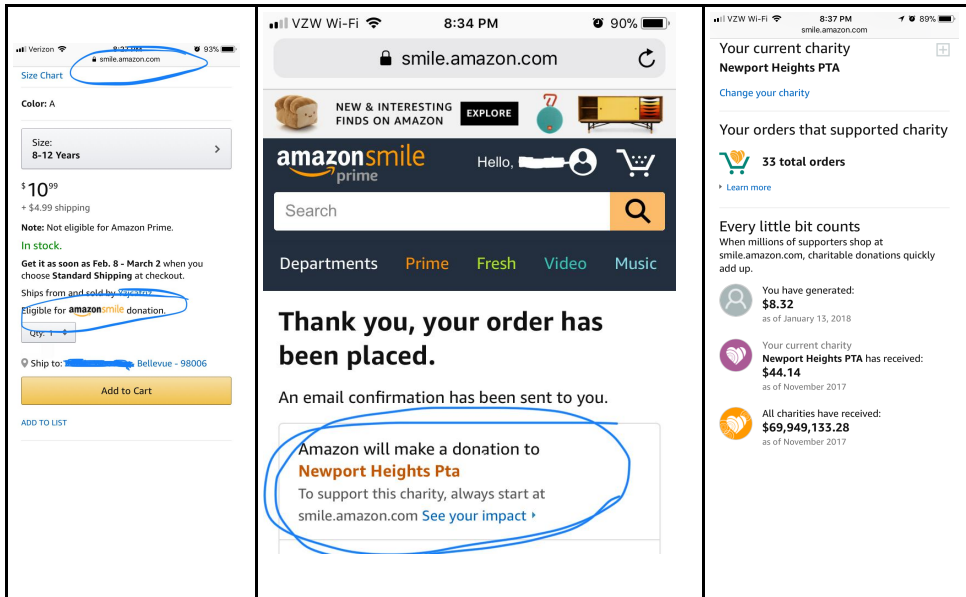 Verizon 8:37 PM 93%
smile.amazon.com
Size Chart
Color: A
Size:
8-12 Years
$10 99
+ $4.99 shipping
Note: Not eligible for Amazon Prime.
In stock.
Get it as soon as Feb. 8 - March 2 when you
choose Standard Shipping at checkout.
Ships from and sold by
Eligible for amazonsmile donation.
Qty: 1
Ship to: Bellevue - 98006
Add to Cart
ADD TO LIST
VZW Wi-Fi 8:34 PM 90%
smile.amazon.com
NEW & INTERESTING
FINDS ON AMAZON
EXPLORE
amazonsmile
prime
Hello,
Search
Departments Prime Fresh Video Music
Thank you, your order has
been placed.
An email confirmation has been sent to you.
Amazon will make a donation to
Newport Heights Pta
To support this charity, always start at
smile.amazon.com See your impact
VZW Wi-Fi 8:37 PM 89%
smile.amazon.com
Your current charity
Newport Heights PTA
Change your charity
Your orders that supported charity
33 total orders
Learn more
Every little bit counts
When millions of supporters shop at
smile.amazon.com, charitable donations quickly
add up.
You have generated:
$8.32
as of January 13, 2018
Your current charity
Newport Heights PTA has received:
$44.14
as of November 2017
All charities have received:
$69,949,133.28
as of November 2017